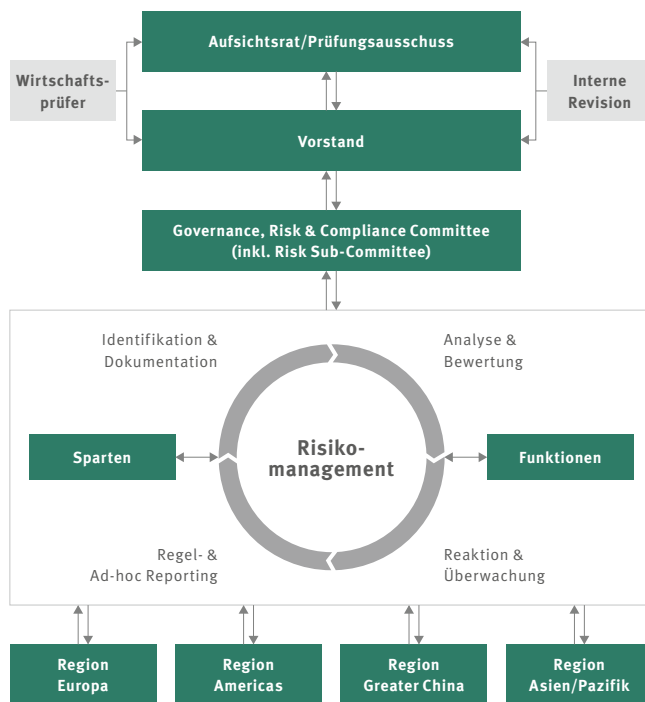 Aufsichtsrat/Prüfungsausschuss
Wirtschafts-
prüfer
Interne
Revision
Vorstand
Governance, Risk & Compliance Committee
(inkl. Risk Sub-Committee)
Identifikation &
Dokumentation
Analyse &
Bewertung
Sparten
Risiko-
management
Funktionen
Regel- &
Ad-hoc Reporting
Reaktion &
Überwachung
Region
Europa
Region
Americas
Region
Greater China
Region
Asien/Pazifik